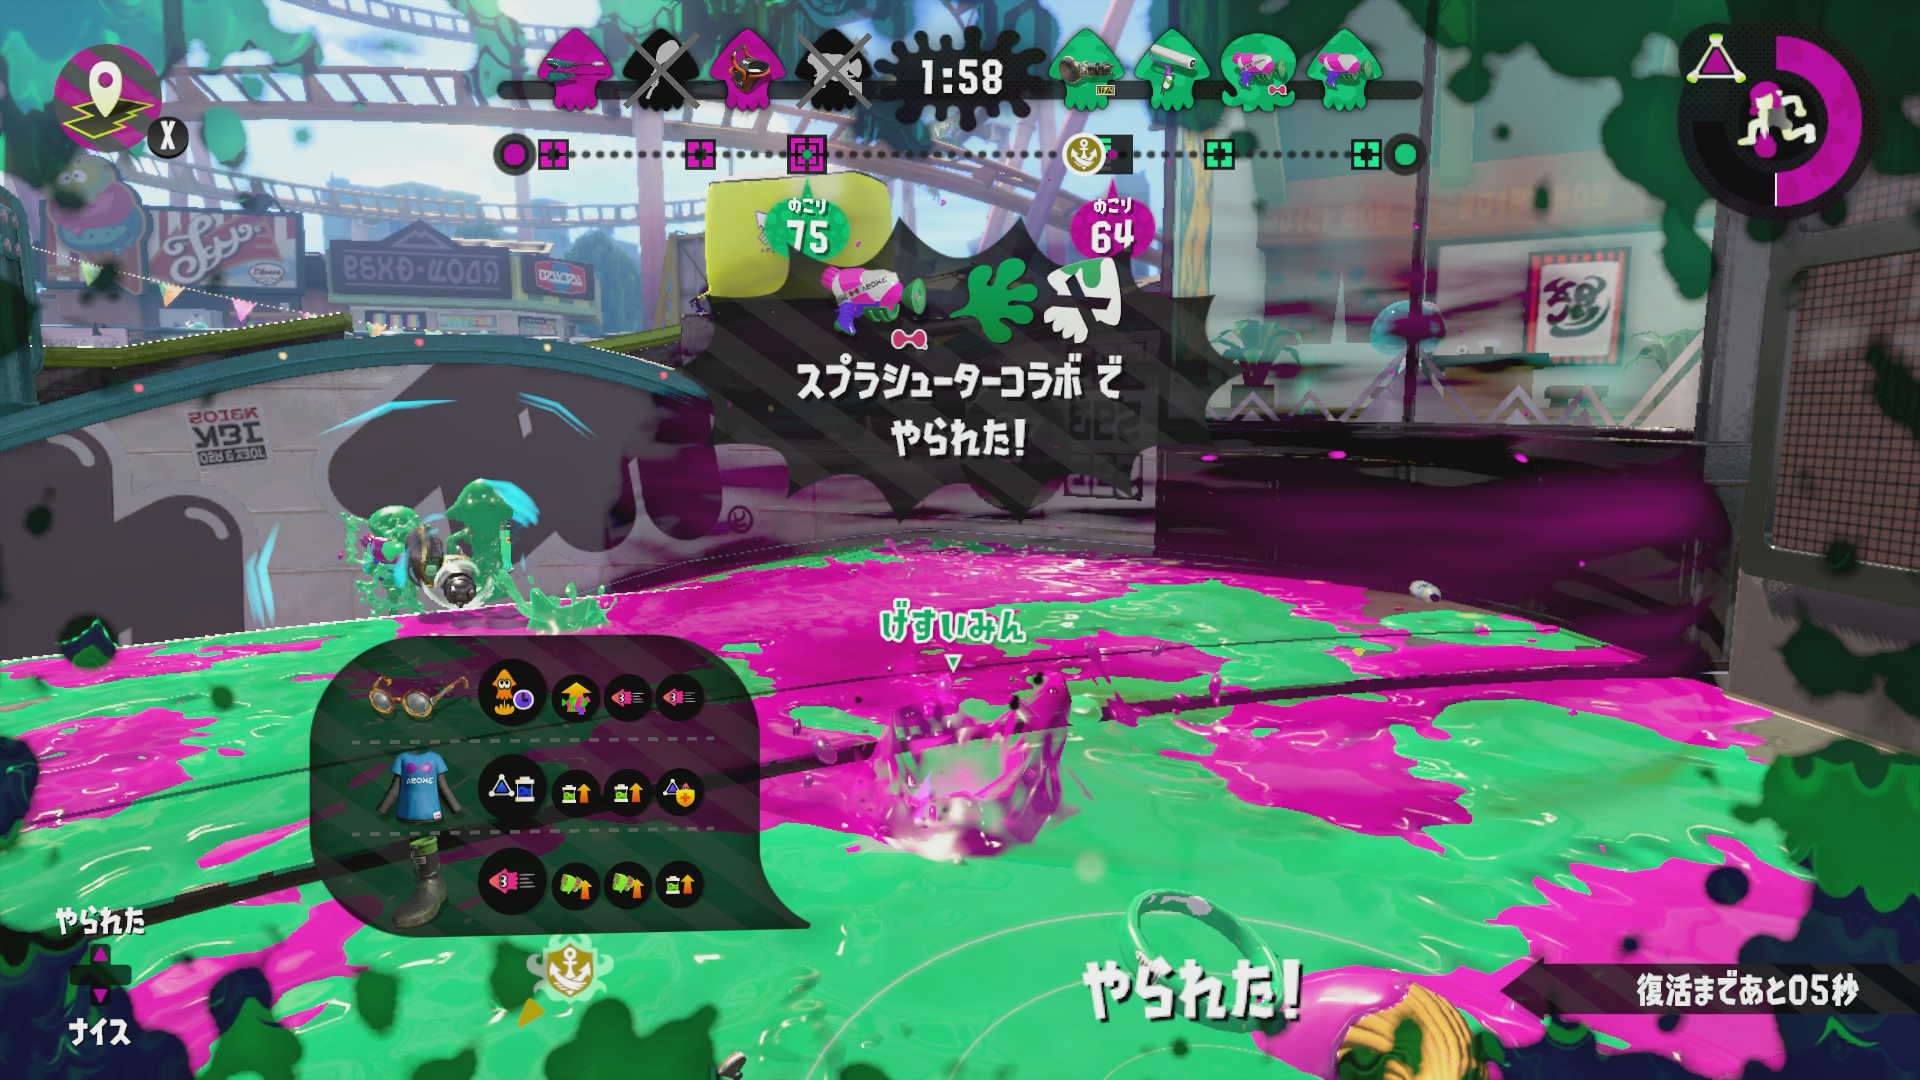 1:58
X
のこり
75
のこり
64
スプラシューターコラボ で
やられた!
げすいみん
AROME
やられた
ナイス
やられた!
復活まであと05秒